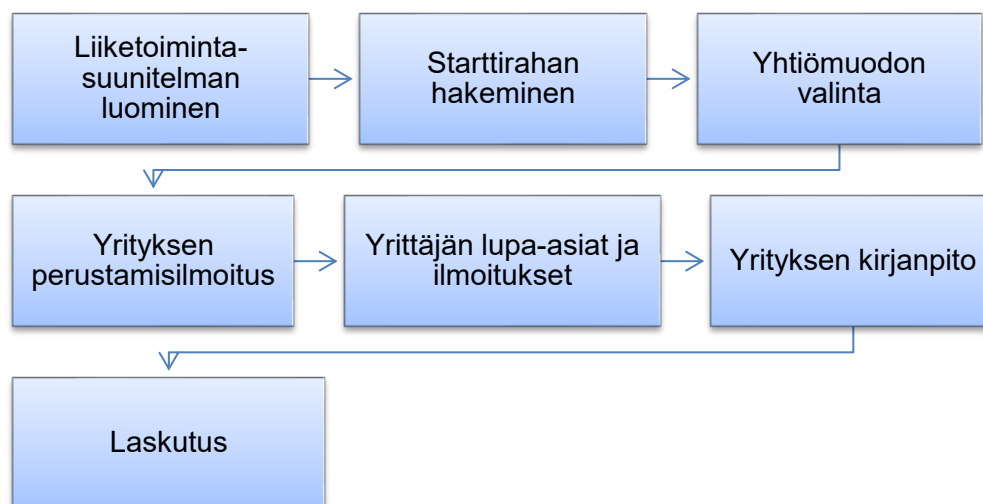 Liiketoiminta-
suunitelman
luominen
Starttirahan
hakeminen
Yhtiömuodon
valinta
Yrityksen
perustamisilmoitus
Yrittäjän lupa-asiat ja
ilmoitukset
Yrityksen kirjanpito
Laskutus